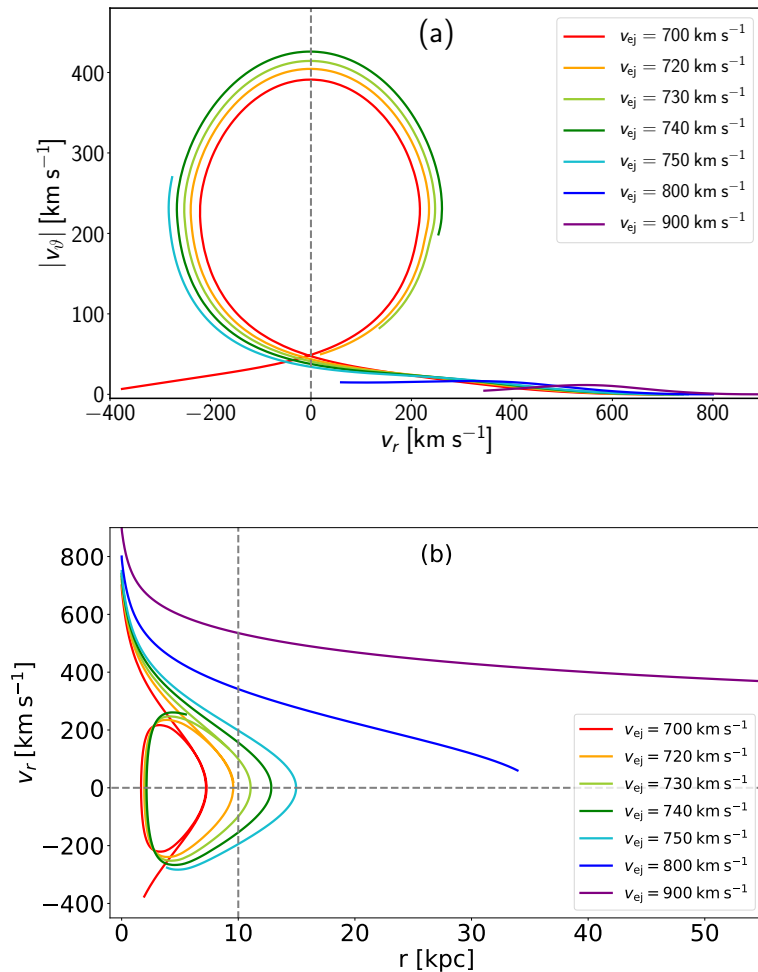 (a)
v_ej = 700 km s⁻¹
v_ej = 720 km s⁻¹
v_ej = 730 km s⁻¹
v_ej = 740 km s⁻¹
v_ej = 750 km s⁻¹
v_ej = 800 km s⁻¹
v_ej = 900 km s⁻¹
|v_ϑ| [km s⁻¹]
400
300
200
100
0
−400 −200 0 200 400 600 800
v_r [km s⁻¹]
(b)
v_r [km s⁻¹]
800
600
400
200
0
−200
−400
v_ej = 700 km s⁻¹
v_ej = 720 km s⁻¹
v_ej = 730 km s⁻¹
v_ej = 740 km s⁻¹
v_ej = 750 km s⁻¹
v_ej = 800 km s⁻¹
v_ej = 900 km s⁻¹
0 10 20 30 40 50
r [kpc]